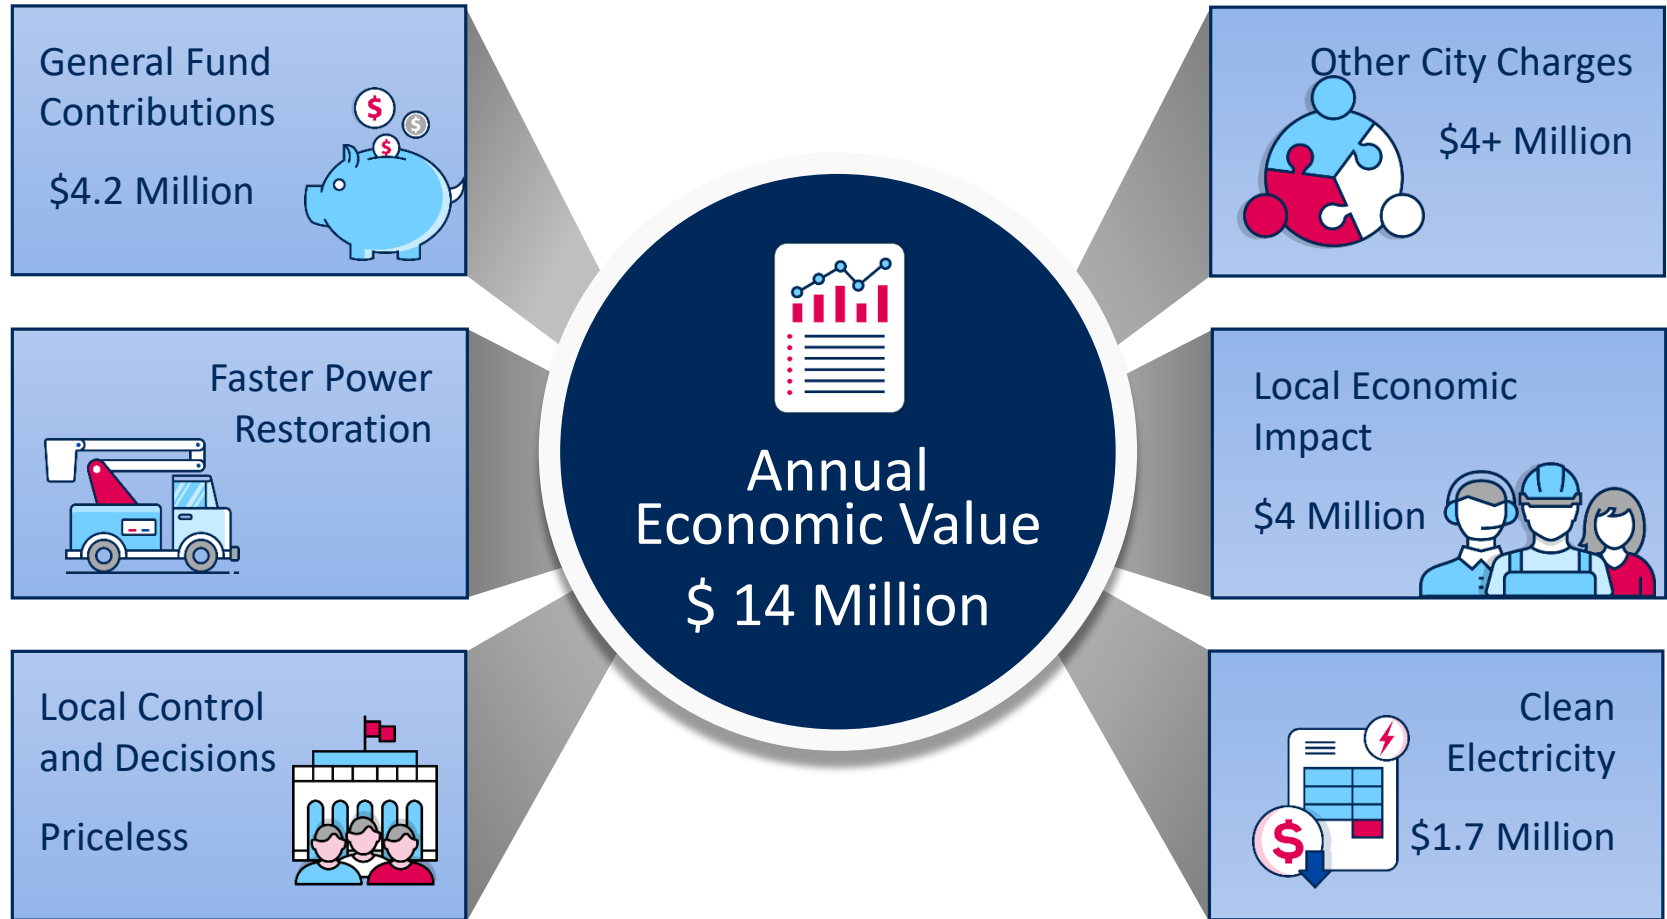 General Fund
Contributions
$4.2 Million
$
$
$
Faster Power
Restoration
Local Control
and Decisions
Priceless
Annual
Economic Value
$ 14 Million
Other City Charges
$4+ Million
Local Economic
Impact
$4 Million
Clean
Electricity
$1.7 Million
$